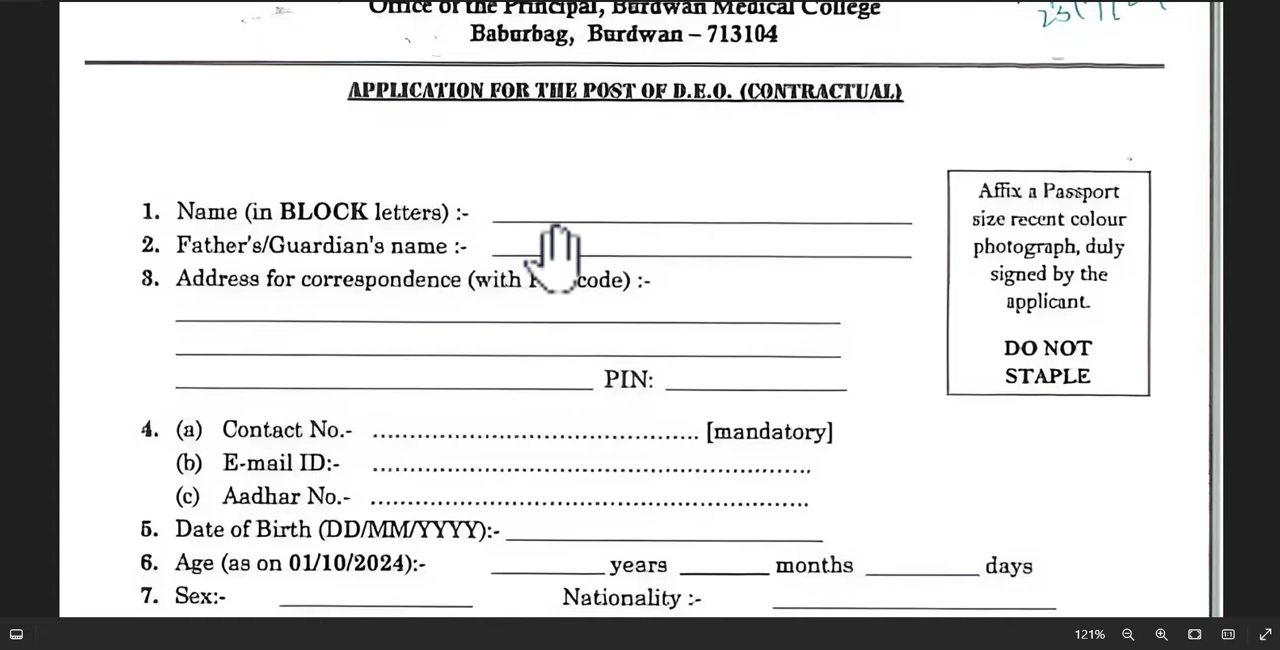 Office of the Principal, Burdwan Medical College
Baburbag, Burdwan – 713104
APPLICATION FOR THE POST OF D.E.O. (CONTRACTUAL)
Affix a Passport
size recent colour
photograph, duly
signed by the
applicant.
DO NOT
STAPLE
1. Name (in BLOCK letters) :-
2. Father's/Guardian's name :-
3. Address for correspondence (with code) :-
PIN:
4. (a) Contact No.- [mandatory]
(b) E-mail ID:-
(c) Aadhar No.-
5. Date of Birth (DD/MM/YYYY):-
6. Age (as on 01/10/2024):- years months days
7. Sex:- Nationality :-
121%